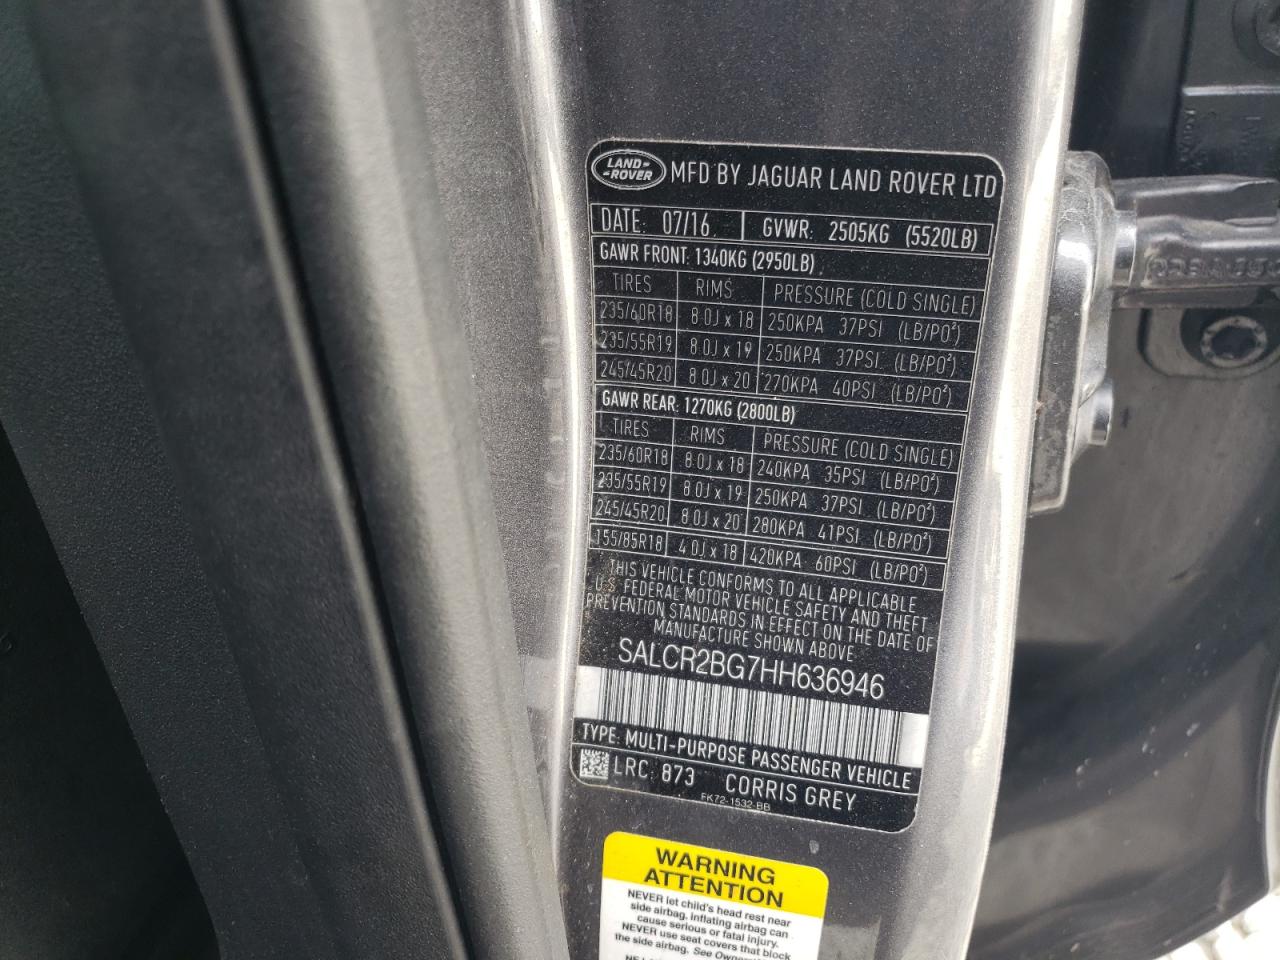 LAND-
-ROVER
MFD BY JAGUAR LAND ROVER LTD
DATE: 07/16 GVWR: 2505KG (5520LB)
GAWR FRONT: 1340KG (2950LB)
TIRES RIMS PRESSURE (COLD SINGLE)
235/60R18 8.0J x 18 250KPA 37PSI (LB/PO²)
235/55R19 8.0J x 19 250KPA 37PSI (LB/PO²)
245/45R20 8.0J x 20 270KPA 40PSI (LB/PO²)
GAWR REAR: 1270KG (2800LB)
TIRES RIMS PRESSURE (COLD SINGLE)
235/60R18 8.0J x 18 240KPA 35PSI (LB/PO²)
235/55R19 8.0J x 19 250KPA 37PSI (LB/PO²)
245/45R20 8.0J x 20 280KPA 41PSI (LB/PO²)
155/85R18 4.0J x 18 420KPA 60PSI (LB/PO²)
THIS VEHICLE CONFORMS TO ALL APPLICABLE
U.S. FEDERAL MOTOR VEHICLE SAFETY AND THEFT
PREVENTION STANDARDS IN EFFECT ON THE DATE OF
MANUFACTURE SHOWN ABOVE
SALCR2BG7HH636946
TYPE: MULTI-PURPOSE PASSENGER VEHICLE
LRC 873 CORRIS GREY
FK72-1532-BB
WARNING
ATTENTION
NEVER let child's head rest near
side airbag, inflating airbag can
cause serious or fatal injury.
NEVER use seat covers that block
the side airbag. See Owner